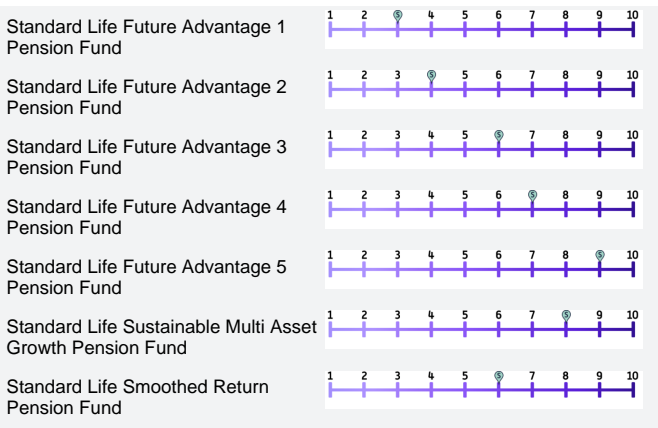 Standard Life Future Advantage 1
Pension Fund
1 2 S 4 5 6 7 8 9 10
Standard Life Future Advantage 2
Pension Fund
1 2 3 S 5 6 7 8 9 10
Standard Life Future Advantage 3
Pension Fund
1 2 3 4 5 S 7 8 9 10
Standard Life Future Advantage 4
Pension Fund
1 2 3 4 5 6 S 8 9 10
Standard Life Future Advantage 5
Pension Fund
1 2 3 4 5 6 7 8 S 10
Standard Life Sustainable Multi Asset
Growth Pension Fund
1 2 3 4 5 6 7 S 9 10
Standard Life Smoothed Return
Pension Fund
1 2 3 4 5 S 7 8 9 10